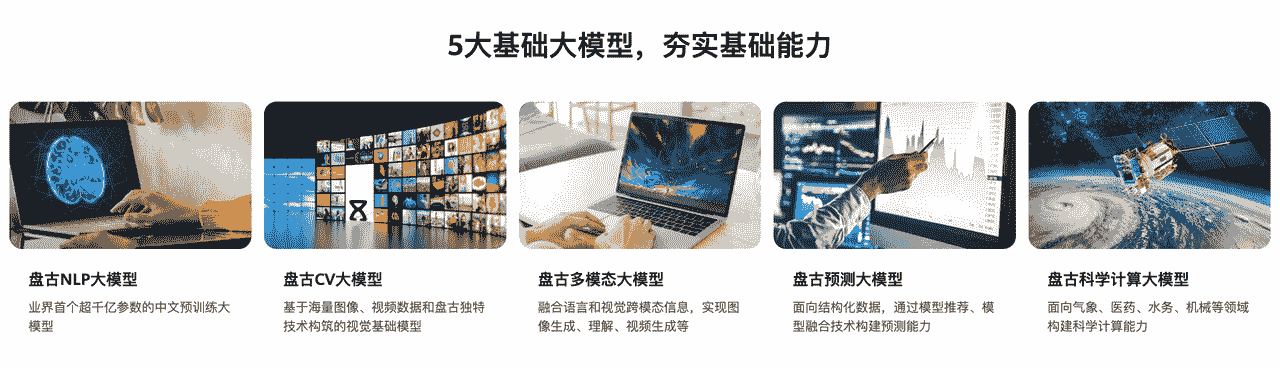 5大基础大模型，夯实基础能力
盘古NLP大模型
业界首个超千亿参数的中文预训练大
模型
盘古CV大模型
基于海量图像、视频数据和盘古独特
技术构筑的视觉基础模型
盘古多模态大模型
融合语言和视觉跨模态信息，实现图
像生成、理解、视频生成等
盘古预测大模型
面向结构化数据，通过模型推荐、模
型融合技术构建预测能力
盘古科学计算大模型
面向气象、医药、水务、机械等领域
构建科学计算能力